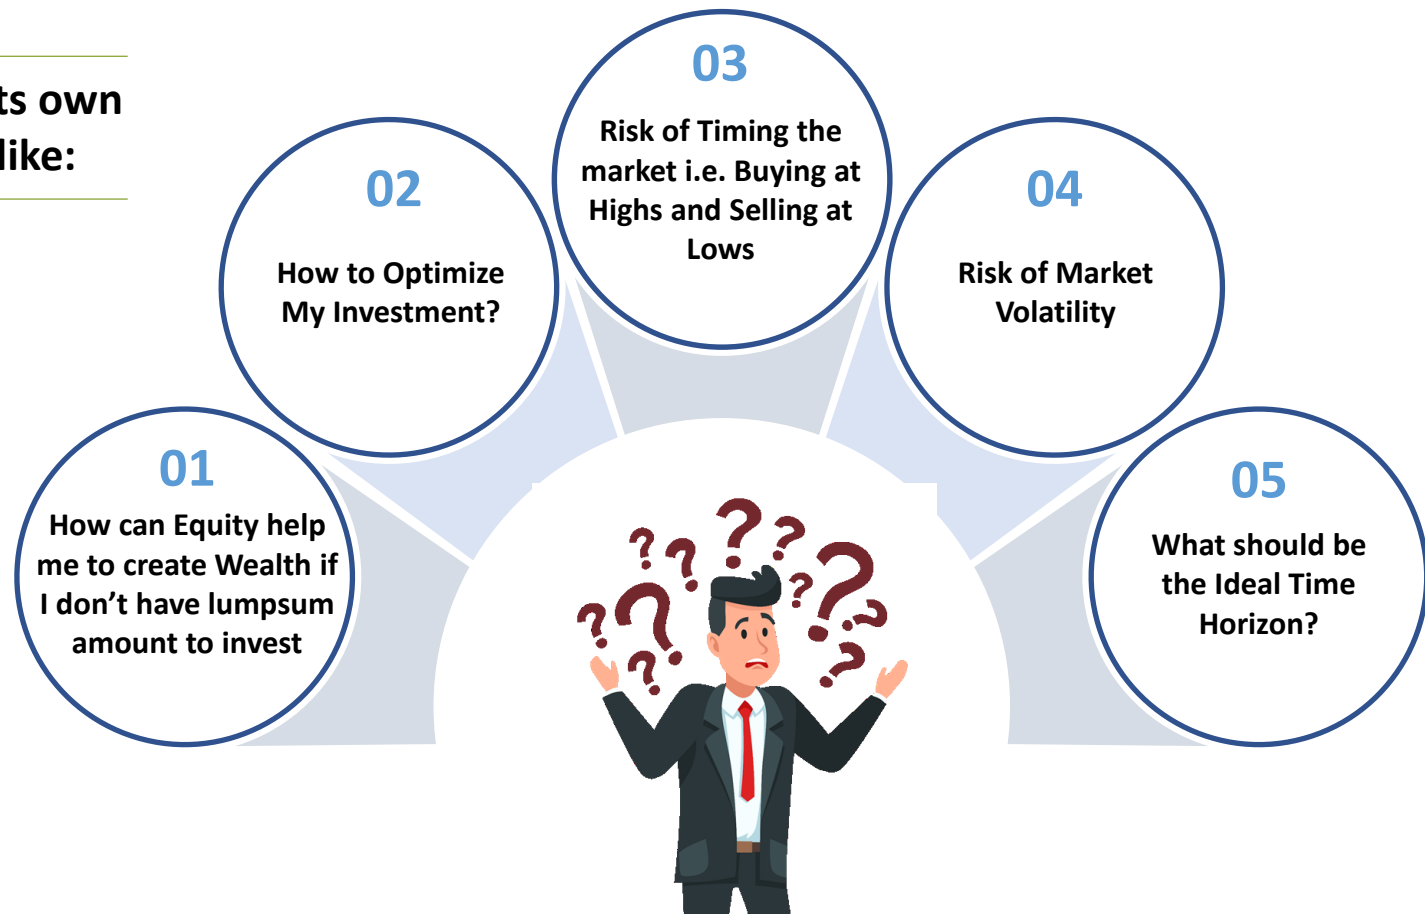 ts own
like:
01
How can Equity help
me to create Wealth if
I don’t have lumpsum
amount to invest
02
How to Optimize
My Investment?
03
Risk of Timing the
market i.e. Buying at
Highs and Selling at
Lows
04
Risk of Market
Volatility
05
What should be
the Ideal Time
Horizon?